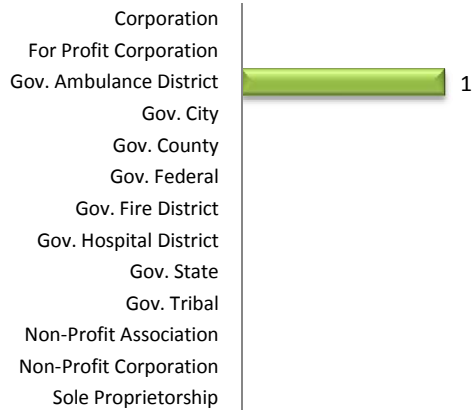 Corporation
For Profit Corporation
Gov. Ambulance District 1
Gov. City
Gov. County
Gov. Federal
Gov. Fire District
Gov. Hospital District
Gov. State
Gov. Tribal
Non-Profit Association
Non-Profit Corporation
Sole Proprietorship